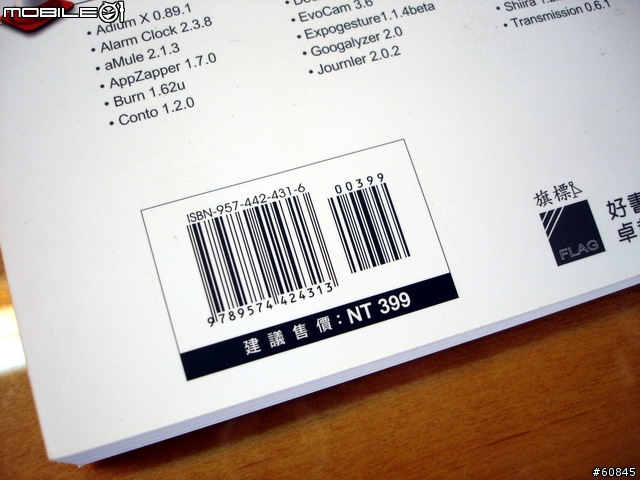 MOBILE01
• Adium X 0.89.1
• Alarm Clock 2.3.8
• aMule 2.1.3
• AppZapper 1.7.0
• Burn 1.62u
• Conto 1.2.0
• EvoCam 3.6
• Expogesture1.1.4beta
• Googalyzer 2.0
• Journler 2.0.2
• Shiira
• Transmission 0.6.1
ISBN-957-442-431-6
00399
9789574424313
建議售價：NT 399
旗標
FLAG
好書
#60845